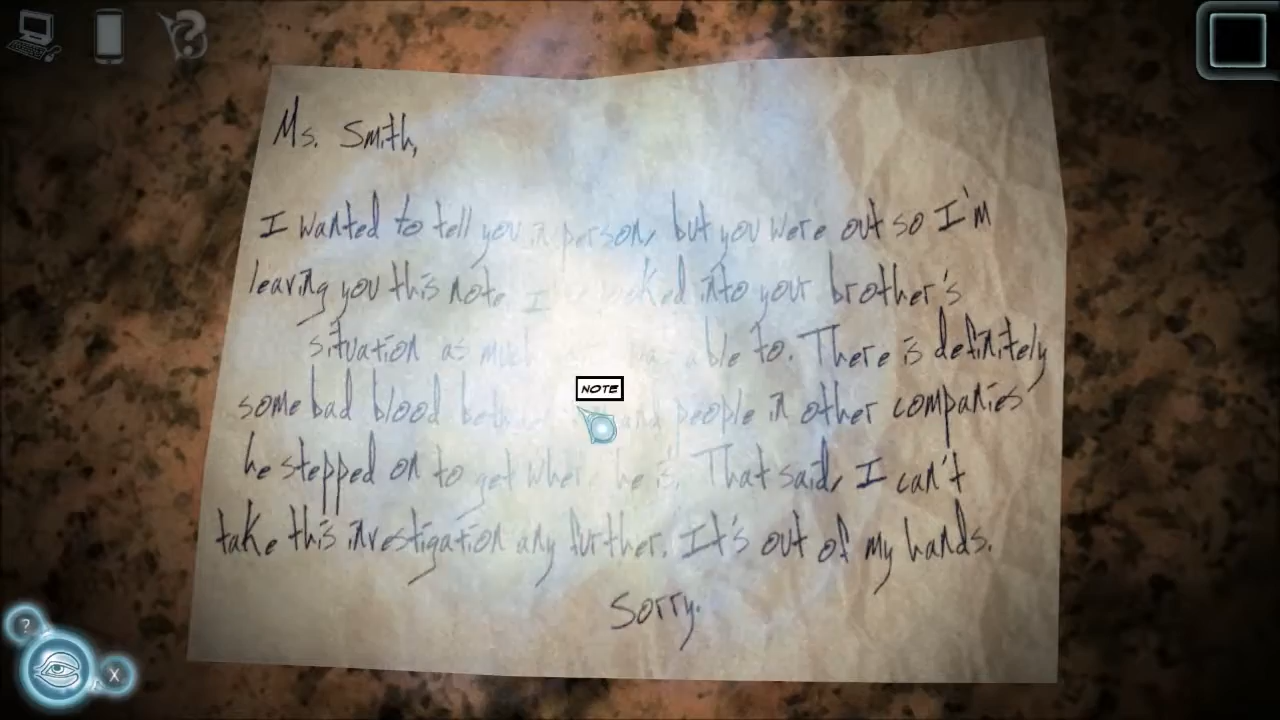 Ms. Smith,
I wanted to tell you in person, but you were out so I'm
leaving you this note. I looked into your brother's
situation as much as I was able to. There is definitely
NOTE
some bad blood between and people in other companies
he stepped on to get where he is. That said, I can't
take this investigation any further. It's out of my hands.
Sorry.
?
X